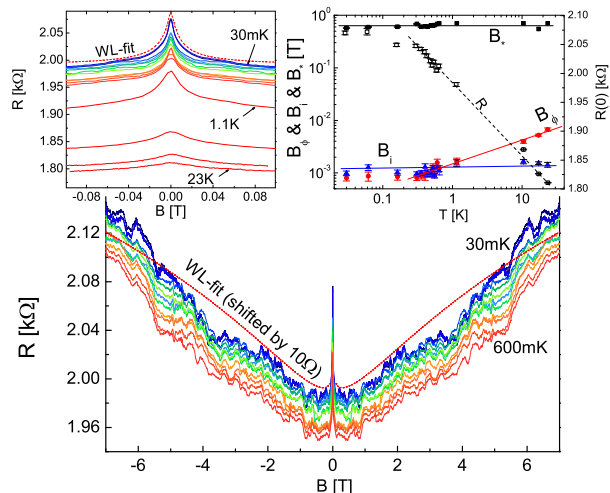 2.05
2.00
1.95
1.90
1.85
1.80
R [kΩ]
WL-fit
30mK
1.1K
23K
-0.08 -0.04 0.00 0.04 0.08
B [T]
10⁰
10⁻¹
10⁻²
10⁻³
B_ϕ & B_i & B_* [T]
B_*
R
B_ϕ
B_i
2.10
2.05
2.00
1.95
1.90
1.85
1.80
R(0) [kΩ]
0.1 1 10
T [K]
2.12
2.08
2.04
2.00
1.96
R [kΩ]
WL-fit (shifted by 10Ω)
30mK
600mK
-6 -4 -2 0 2 4 6
B [T]